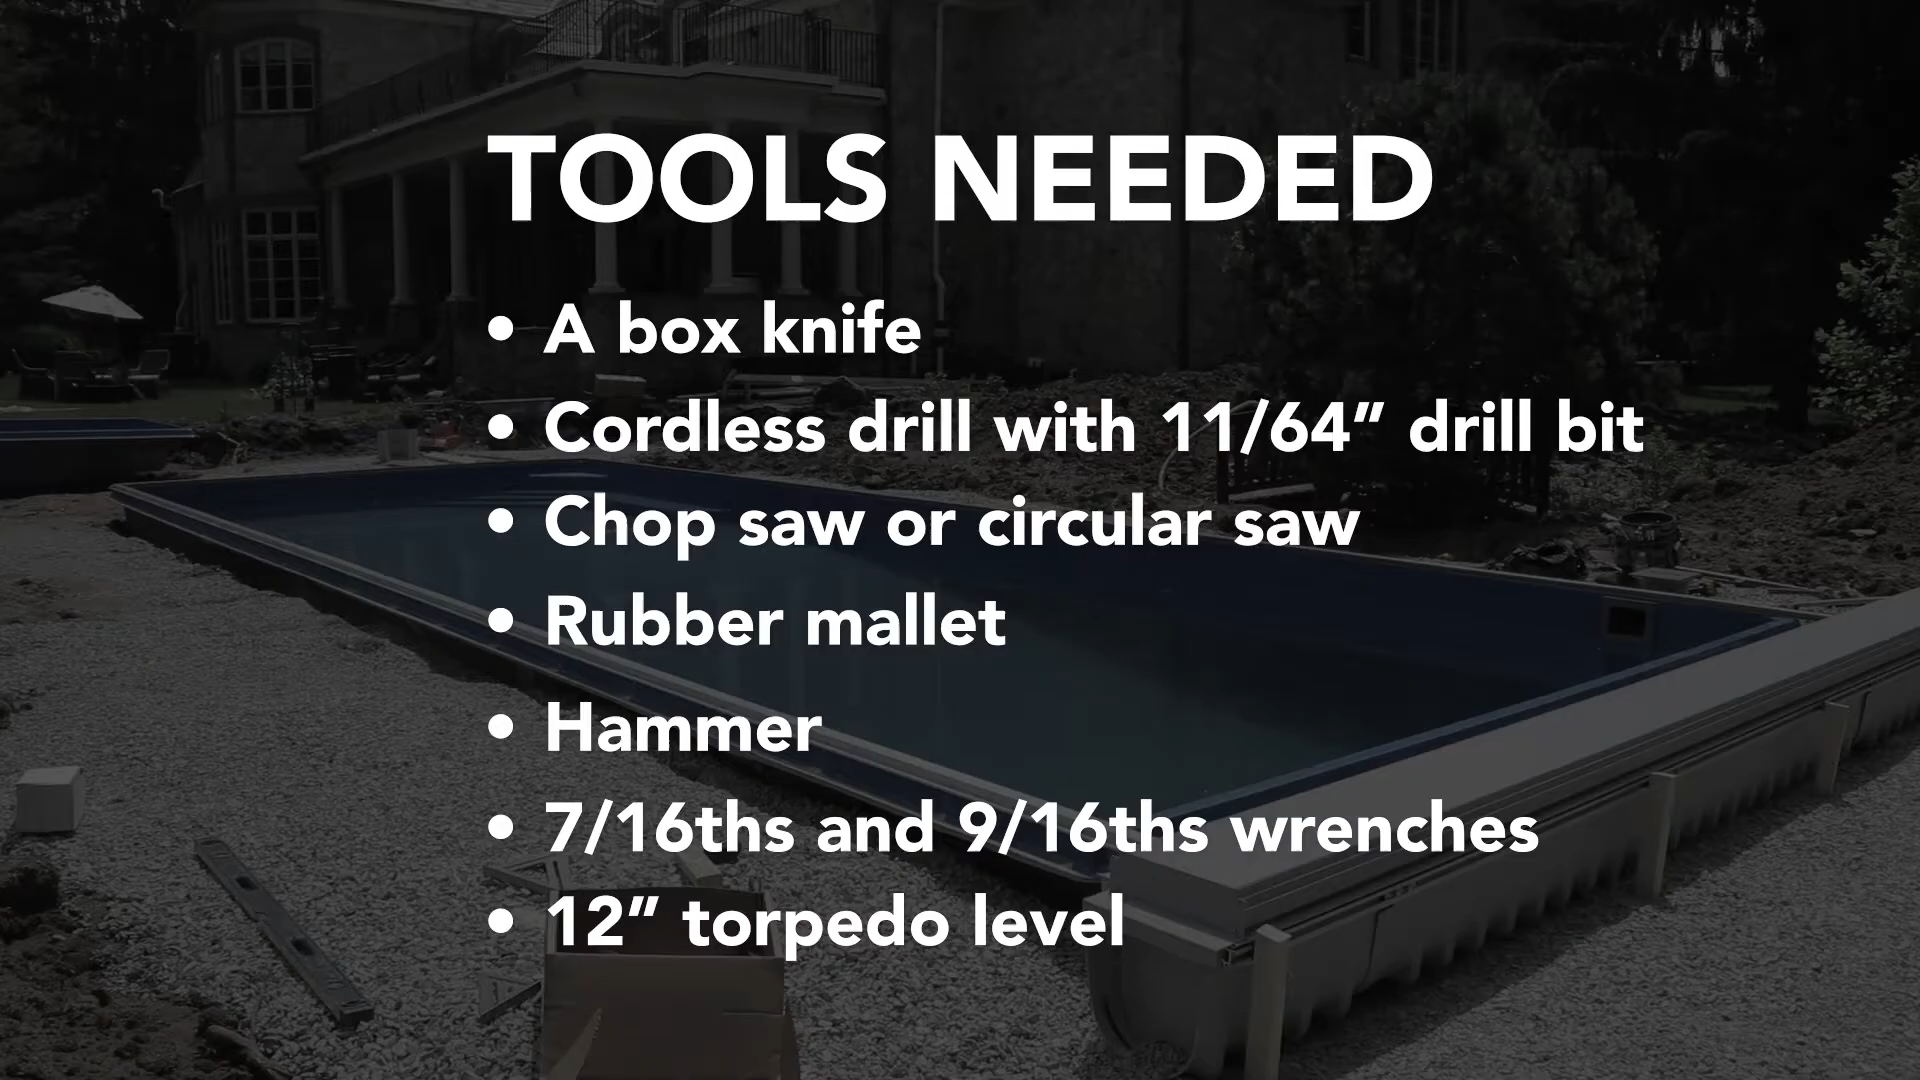 TOOLS NEEDED
• A box knife
• Cordless drill with 11/64” drill bit
• Chop saw or circular saw
• Rubber mallet
• Hammer
• 7/16ths and 9/16ths wrenches
• 12” torpedo level